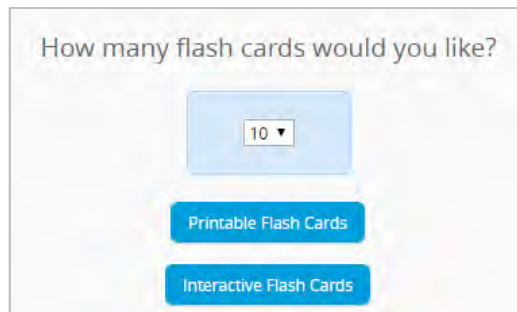 How many flash cards would you like?
10
Printable Flash Cards
Interactive Flash Cards